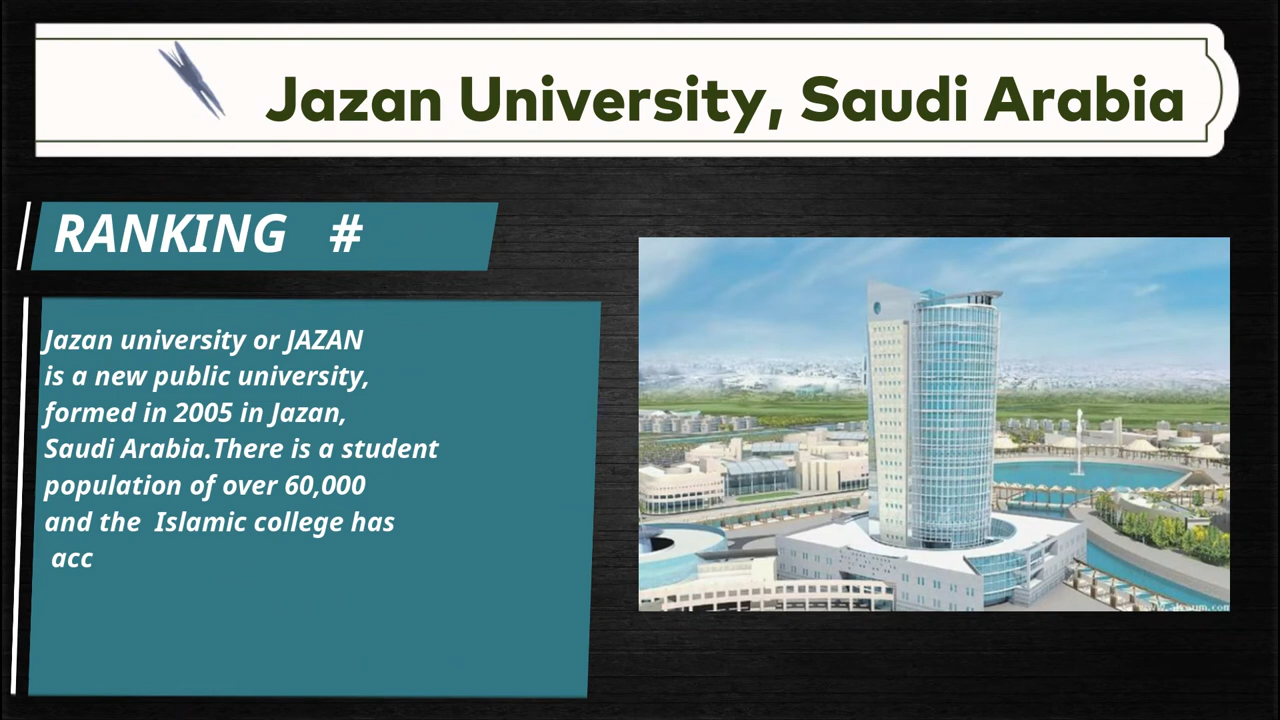 Jazan University, Saudi Arabia
RANKING #
Jazan university or JAZAN
is a new public university,
formed in 2005 in Jazan,
Saudi Arabia.There is a student
population of over 60,000
and the Islamic college has
acc